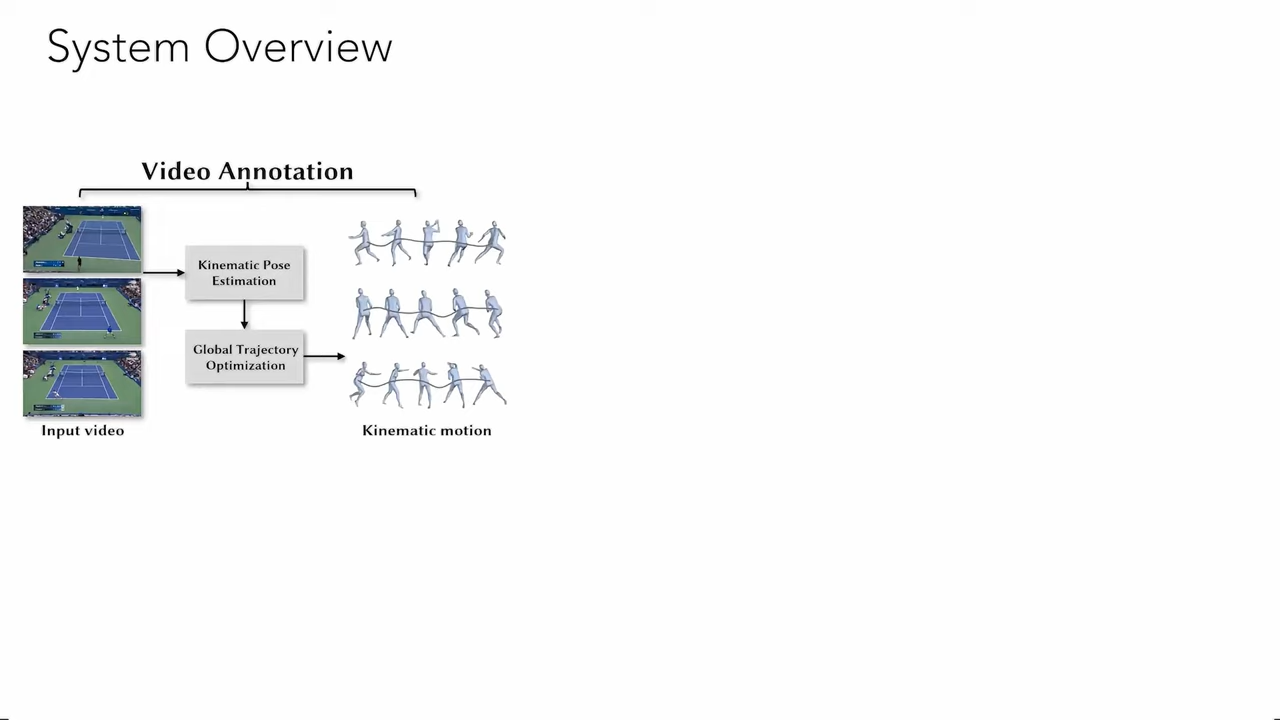 System Overview
Video Annotation
Kinematic Pose
Estimation
Global Trajectory
Optimization
Input video
Kinematic motion